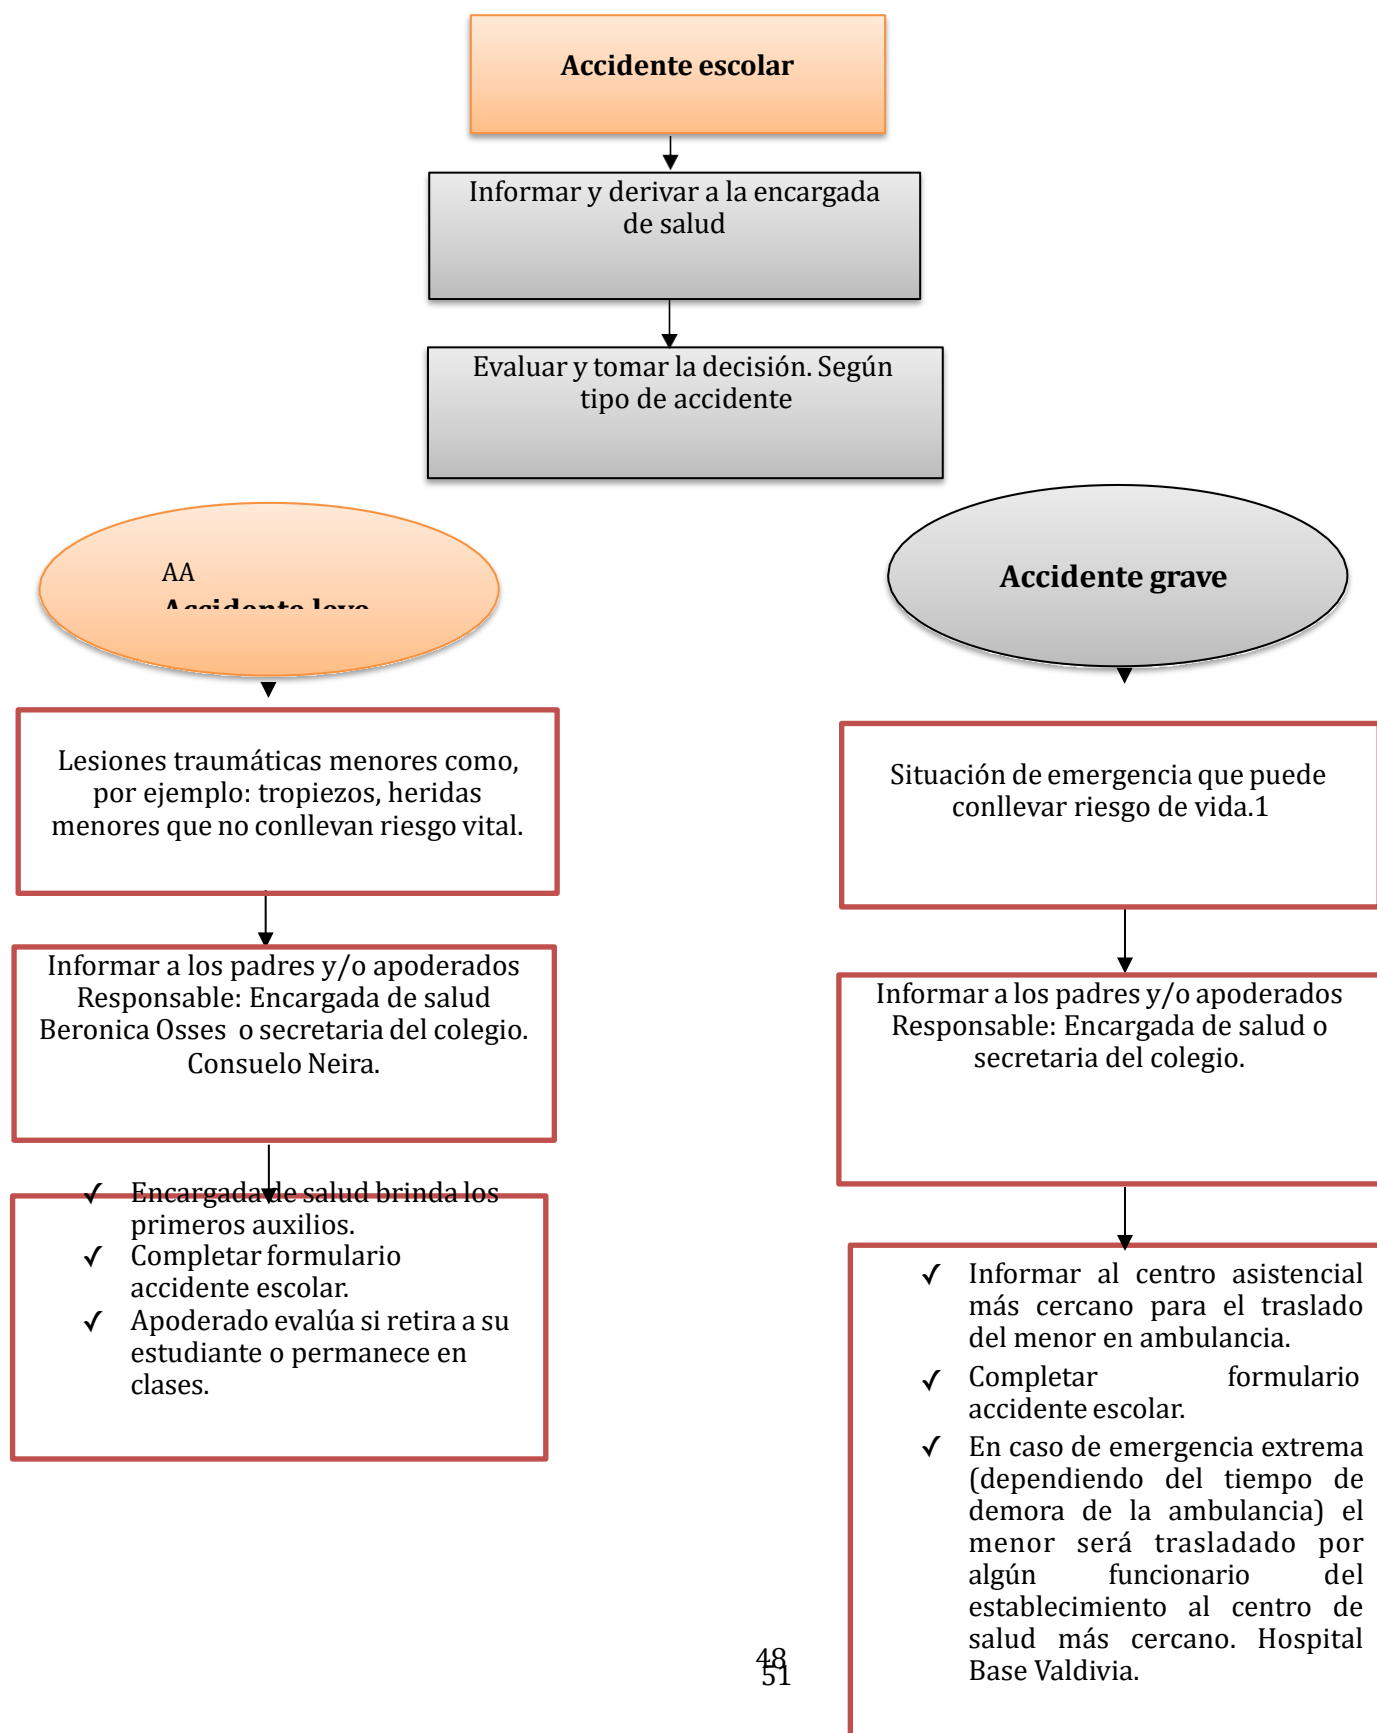 Accidente escolar
Informar y derivar a la encargada
de salud
Evaluar y tomar la decisión. Según
tipo de accidente
AA
Accidente leve
Lesiones traumáticas menores como,
por ejemplo: tropiezos, heridas
menores que no conllevan riesgo vital.
Informar a los padres y/o apoderados
Responsable: Encargada de salud
Beronica Osses o secretaria del colegio.
Consuelo Neira.
✓ Encargada de salud brinda los
primeros auxilios.
✓ Completar formulario
accidente escolar.
✓ Apoderado evalúa si retira a su
estudiante o permanece en
clases.
Accidente grave
Situación de emergencia que puede
conllevar riesgo de vida.1
Informar a los padres y/o apoderados
Responsable: Encargada de salud o
secretaria del colegio.
✓ Informar al centro asistencial
más cercano para el traslado
del menor en ambulancia.
✓ Completar formulario
accidente escolar.
✓ En caso de emergencia extrema
(dependiendo del tiempo de
demora de la ambulancia) el
menor será trasladado por
algún funcionario del
establecimiento al centro de
salud más cercano. Hospital
Base Valdivia.
48
51